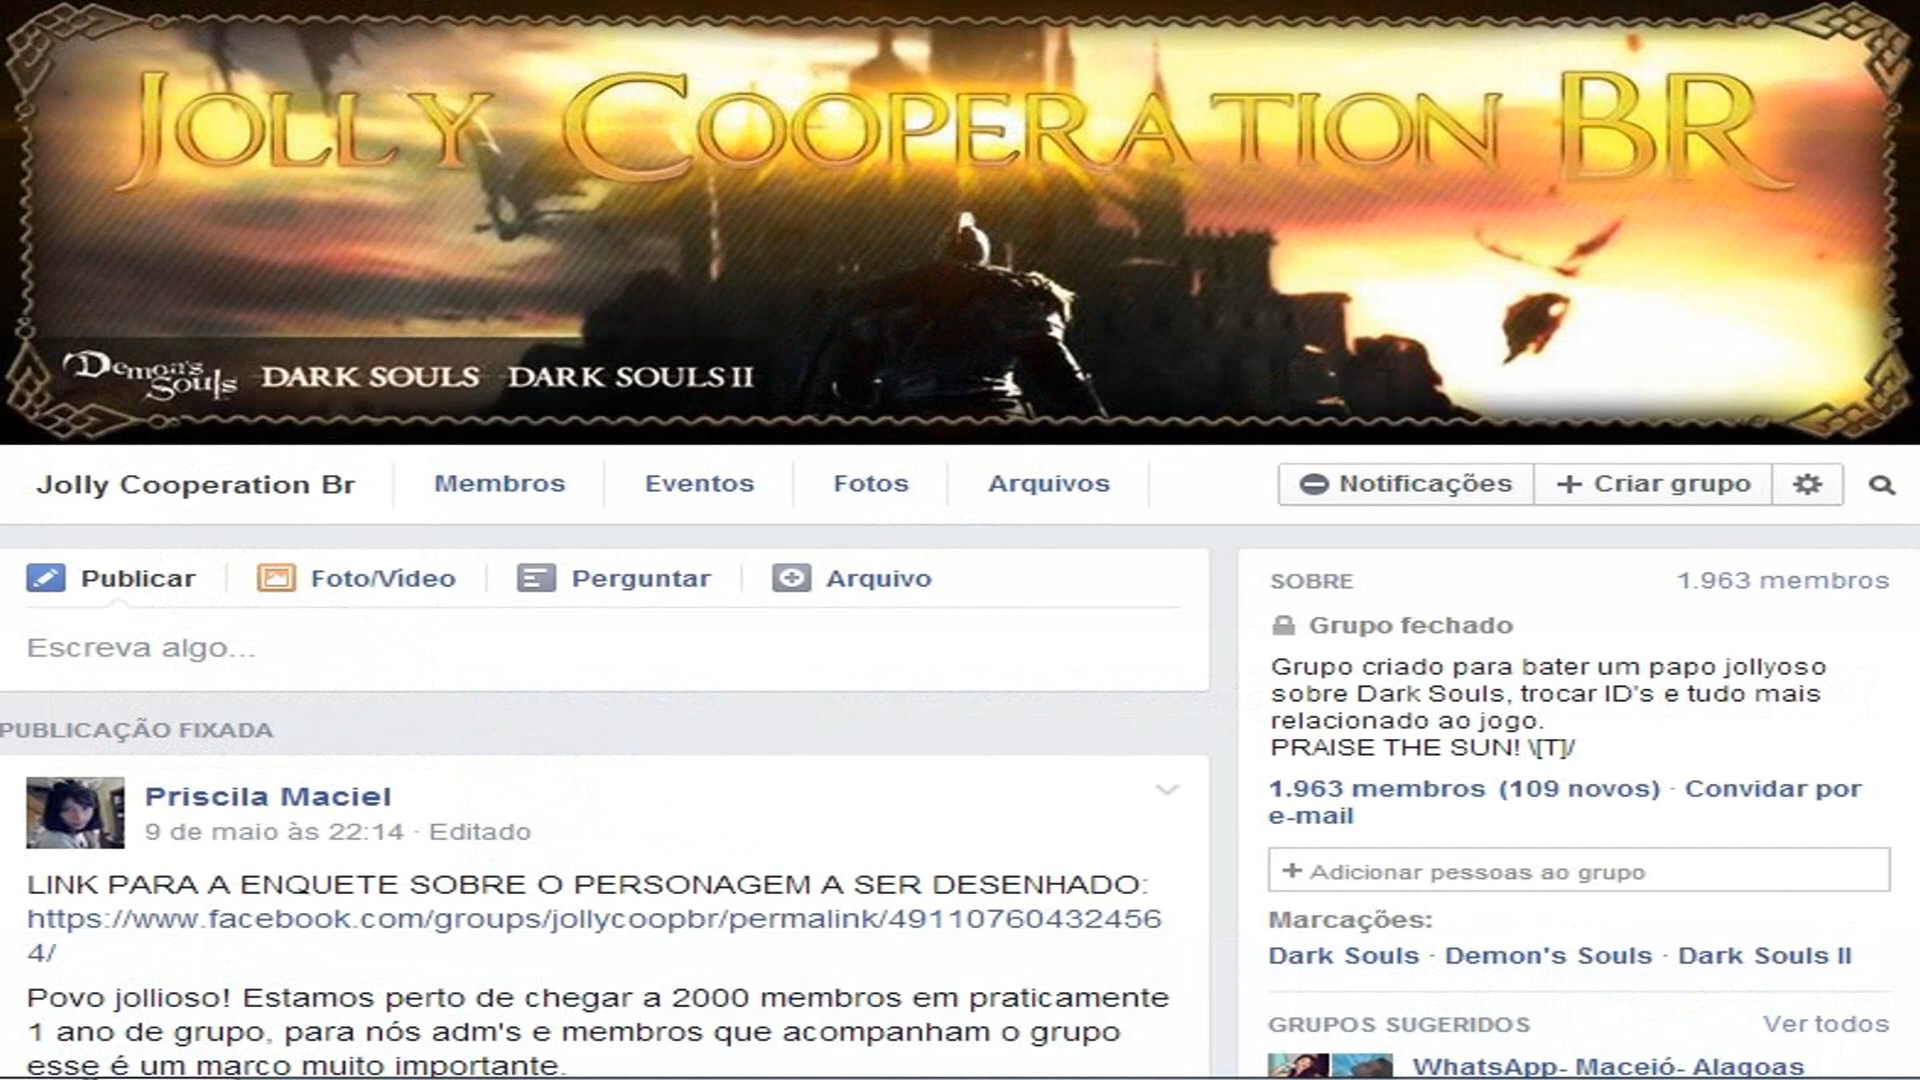 JOLLY COOPERATION BR
Demon's Souls DARK SOULS DARK SOULS II
Jolly Cooperation Br Membros Eventos Fotos Arquivos Notificações + Criar grupo
Publicar Foto/Vídeo Perguntar Arquivo
Escreva algo...
PUBLICAÇÃO FIXADA
Priscila Maciel
9 de maio às 22:14 · Editado
LINK PARA A ENQUETE SOBRE O PERSONAGEM A SER DESENHADO:
https://www.facebook.com/groups/jollycoopbr/permalink/49110760432456
4/
Povo jollioso! Estamos perto de chegar a 2000 membros em praticamente
1 ano de grupo, para nós adm's e membros que acompanham o grupo
esse é um marco muito importante.
SOBRE 1.963 membros
Grupo fechado
Grupo criado para bater um papo jollyoso
sobre Dark Souls, trocar ID's e tudo mais
relacionado ao jogo.
PRAISE THE SUN! \[T]/
1.963 membros (109 novos) · Convidar por
e-mail
+ Adicionar pessoas ao grupo
Marcações:
Dark Souls · Demon's Souls · Dark Souls II
GRUPOS SUGERIDOS Ver todos
WhatsApp- Maceió- Alagoas